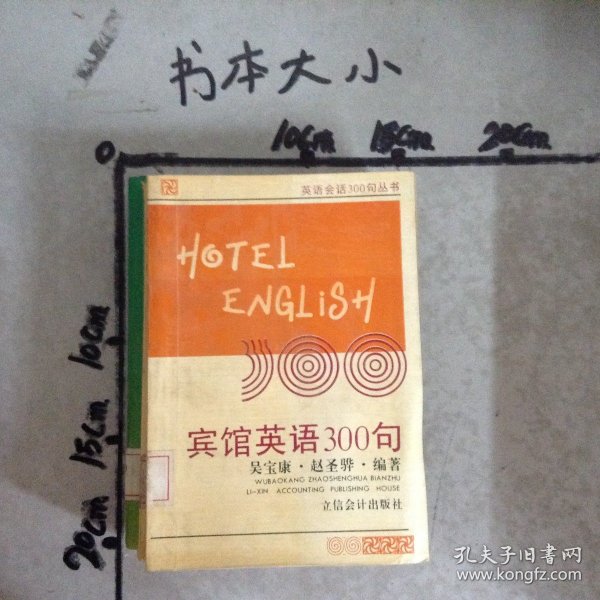 书本大小
0
10cm 15cm 20cm
10cm
15cm
20cm
英语会话300句丛书
HOTEL
ENGLISH
300
宾馆英语300句
吴宝康·赵圣骅·编著
WUBAOKANG ZHAOSHENGHUA BIANZHU
LI-XIN ACCOUNTING PUBLISHING HOUSE
立信会计出版社
孔夫子旧书网
www.kongfz.com